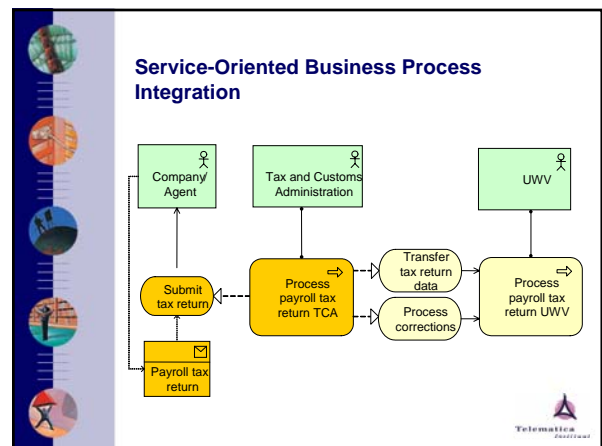 Service-Oriented Business Process
Integration
Company/
Agent
Tax and Customs
Administration
UWV
Submit
tax return
Process
payroll tax
return TCA
Transfer
tax return
data
Process
corrections
Process
payroll tax
return UWV
Payroll tax
return
Telematica
Instituut